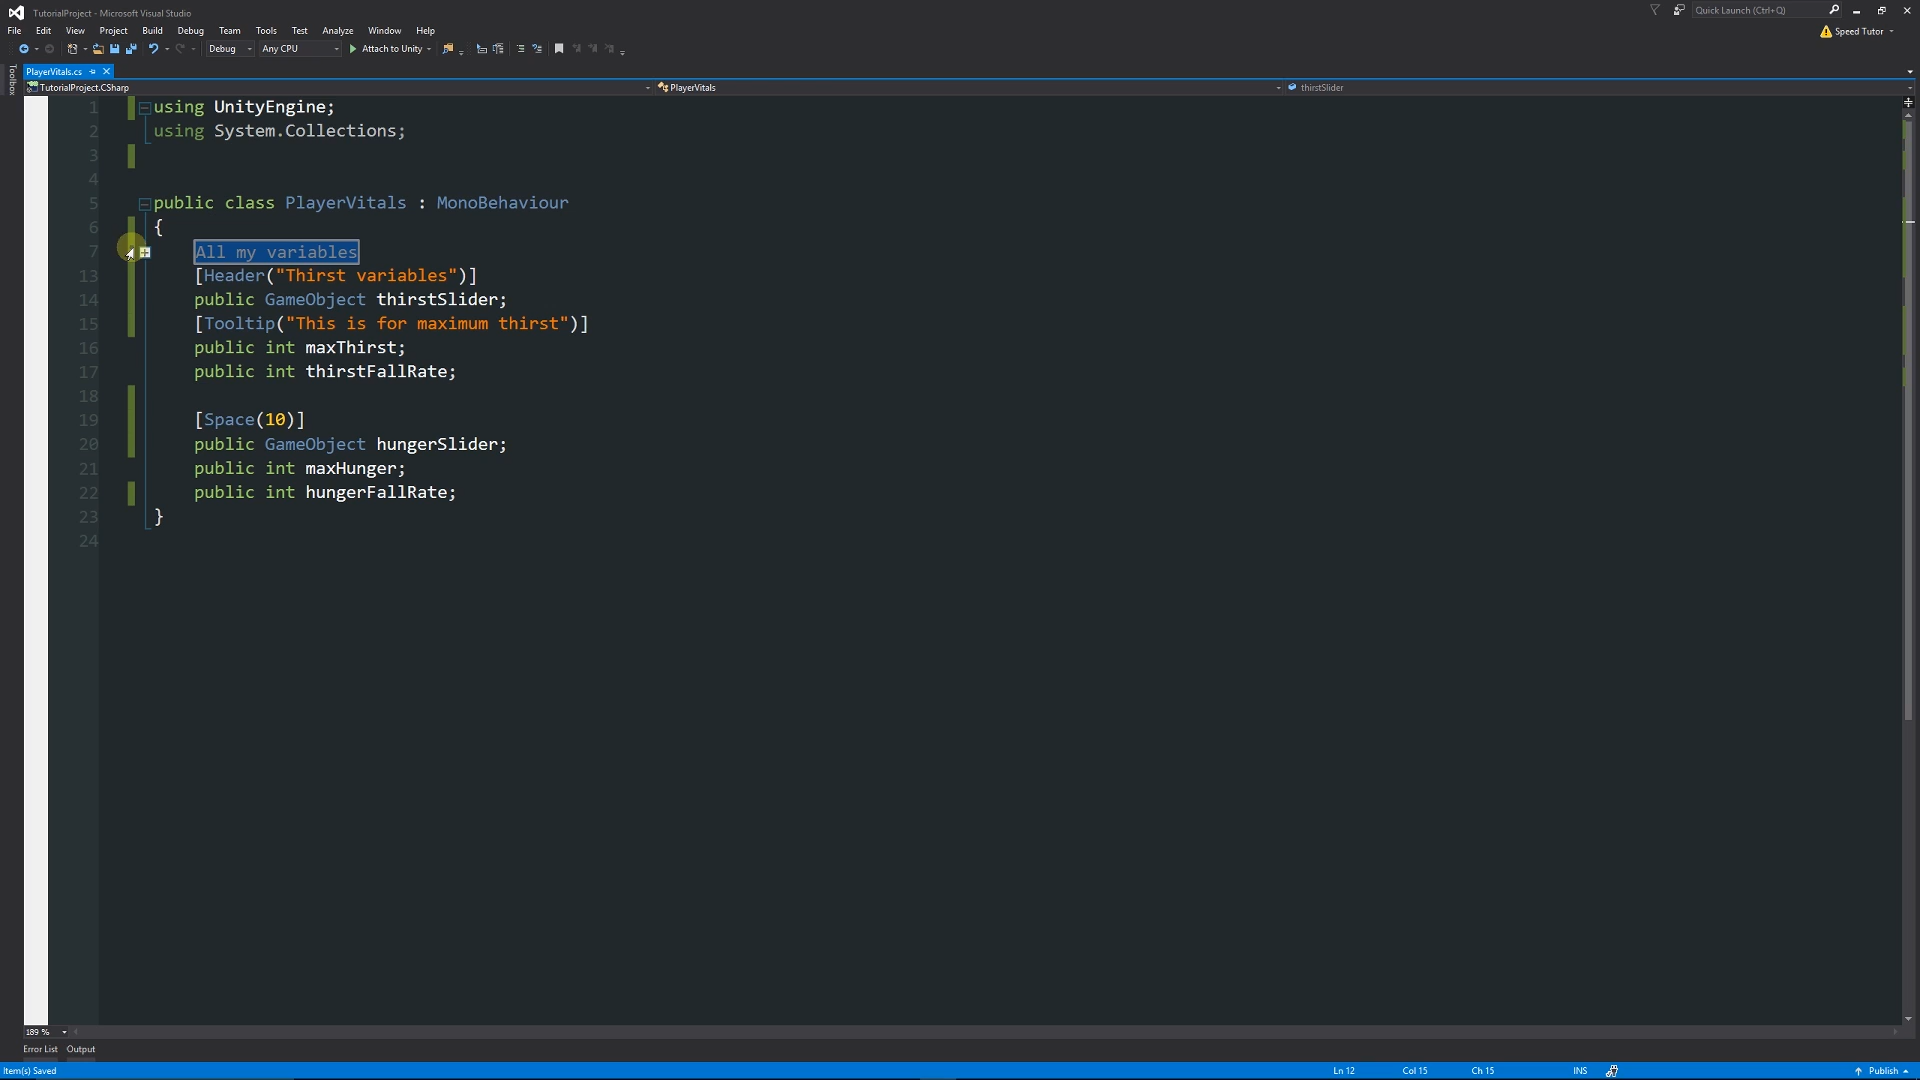 TutorialProject - Microsoft Visual Studio
Quick Launch (Ctrl+Q)
File Edit View Project Build Debug Team Tools Test Analyze Window Help
Speed Tutor
Debug Any CPU Attach to Unity
Toolbox
PlayerVitals.cs
TutorialProject.CSharp PlayerVitals thirstSlider
1 using UnityEngine;
2 using System.Collections;
3
4
5 public class PlayerVitals : MonoBehaviour
6 {
7 All my variables
13 [Header("Thirst variables")]
14 public GameObject thirstSlider;
15 [Tooltip("This is for maximum thirst")]
16 public int maxThirst;
17 public int thirstFallRate;
18
19 [Space(10)]
20 public GameObject hungerSlider;
21 public int maxHunger;
22 public int hungerFallRate;
23 }
24
189 %
Error List Output
Item(s) Saved Ln 12 Col 15 Ch 15 INS Publish